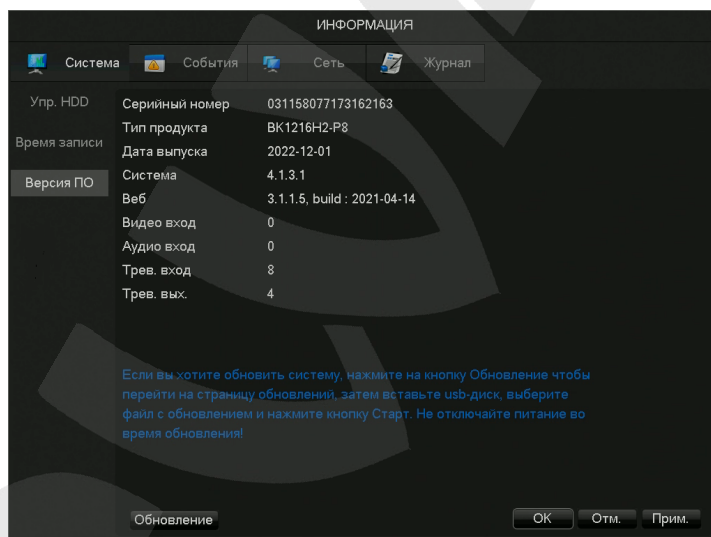 ИНФОРМАЦИЯ
Система События Сеть Журнал
Упр. HDD
Время записи
Версия ПО
Серийный номер 031158077173162163
Тип продукта BK1216H2-P8
Дата выпуска 2022-12-01
Система 4.1.3.1
Веб 3.1.1.5, build : 2021-04-14
Видео вход 0
Аудио вход 0
Трев. вход 8
Трев. вых. 4
Если вы хотите обновить систему, нажмите на кнопку Обновление чтобы
перейти на страницу обновлений, затем вставьте usb-диск, выберите
файл с обновлением и нажмите кнопку Старт. Не отключайте питание во
время обновления!
Обновление OK Отм. Прим.